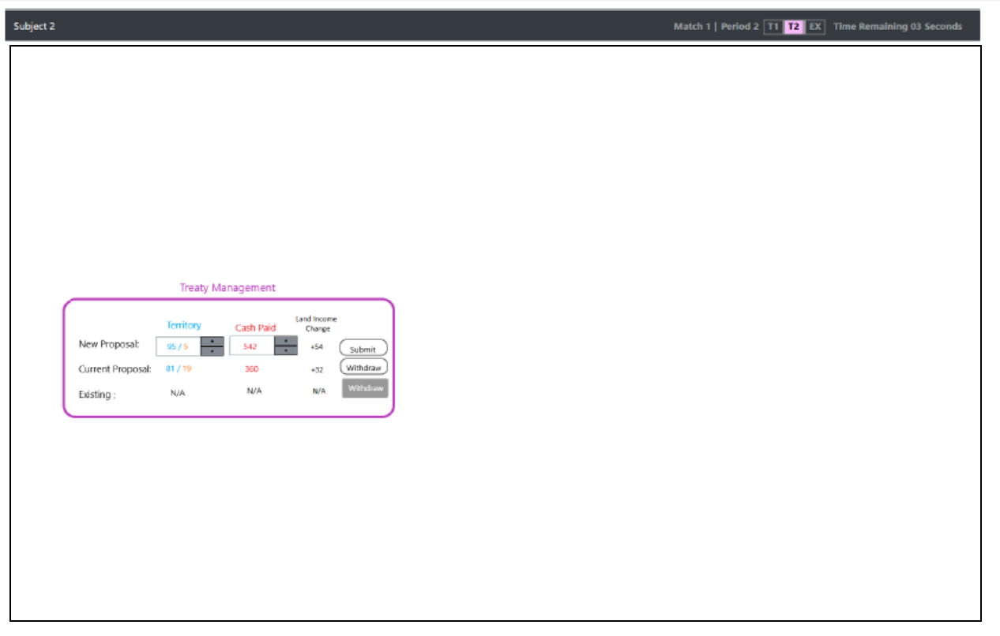 Subject 2
Match 1 | Period 2 T1 T2 EX Time Remaining 03 Seconds
Treaty Management
Territory Cash Paid Land Income Change
New Proposal: 95 / 5 542 +54 Submit
Current Proposal: 81 / 19 360 +32 Withdraw
Existing : N/A N/A N/A Withdraw